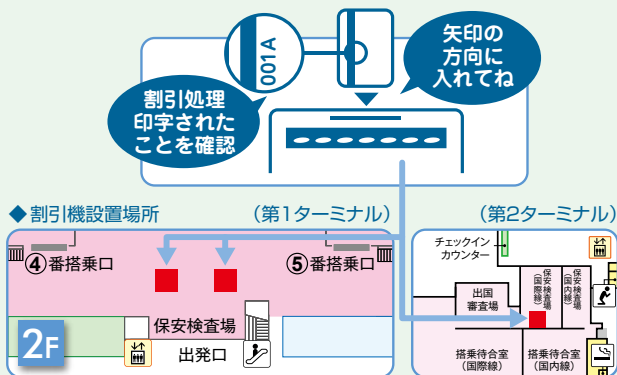 001A
矢印の
方向に
入れてね
割引処理
印字された
ことを確認
◆割引機設置場所
(第1ターミナル)
(第2ターミナル)
④番搭乗口
⑤番搭乗口
保安検査場
出発口
2F
チェックイン
カウンター
出国
審査場
保安検査場
(国際線)
保安検査場
(国内線)
搭乗待合室
(国際線)
搭乗待合室
(国内線)